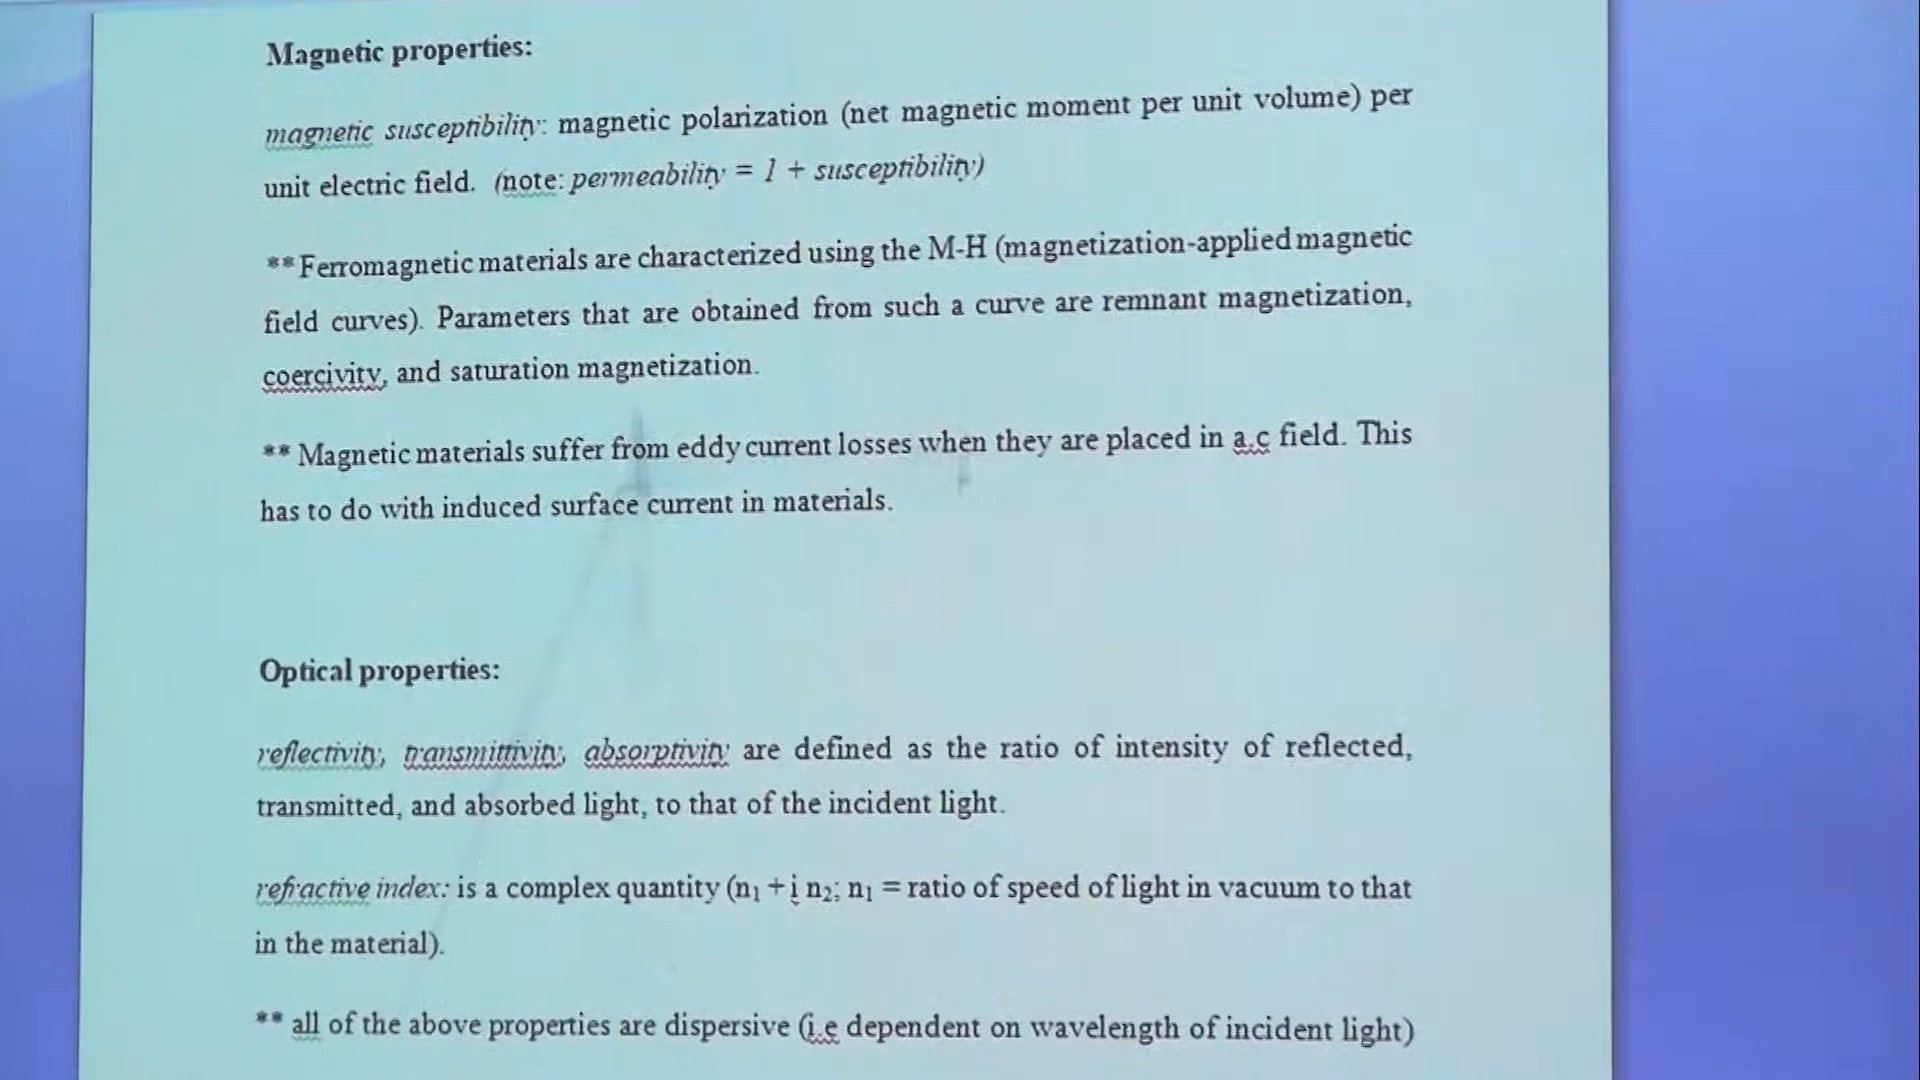 Magnetic properties:
magnetic susceptibility: magnetic polarization (net magnetic moment per unit volume) per
unit electric field. (note: permeability = 1 + susceptibility)
** Ferromagnetic materials are characterized using the M-H (magnetization-applied magnetic
field curves). Parameters that are obtained from such a curve are remnant magnetization,
coercivity, and saturation magnetization.
** Magnetic materials suffer from eddy current losses when they are placed in a.c field. This
has to do with induced surface current in materials.
Optical properties:
reflectivity, transmittivity, absorptivity are defined as the ratio of intensity of reflected,
transmitted, and absorbed light, to that of the incident light.
refractive index: is a complex quantity (n₁ + i n₂; n₁ = ratio of speed of light in vacuum to that
in the material).
** all of the above properties are dispersive (i.e dependent on wavelength of incident light)